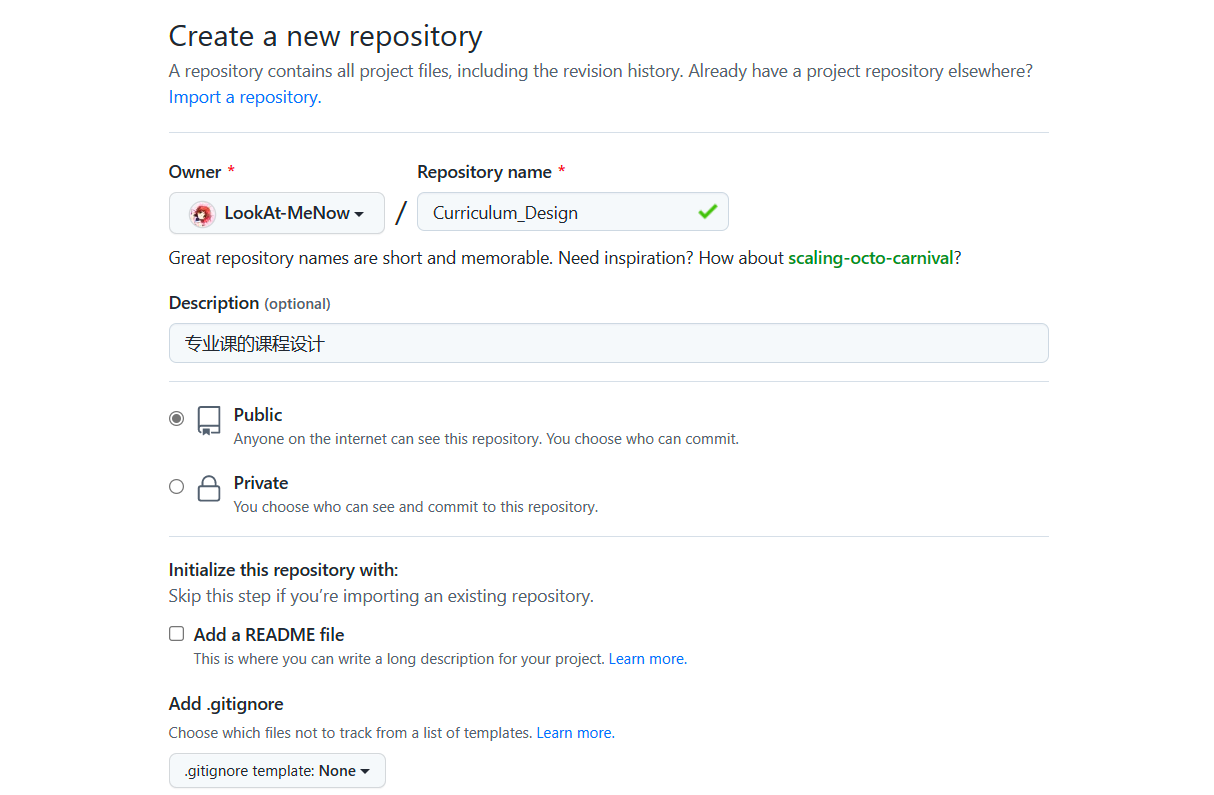 Create a new repository
A repository contains all project files, including the revision history. Already have a project repository elsewhere?
Import a repository.
Owner * Repository name *
LookAt-MeNow / Curriculum_Design
Great repository names are short and memorable. Need inspiration? How about scaling-octo-carnival?
Description (optional)
专业课的课程设计
Public
Anyone on the internet can see this repository. You choose who can commit.
Private
You choose who can see and commit to this repository.
Initialize this repository with:
Skip this step if you’re importing an existing repository.
Add a README file
This is where you can write a long description for your project. Learn more.
Add .gitignore
Choose which files not to track from a list of templates. Learn more.
.gitignore template: None